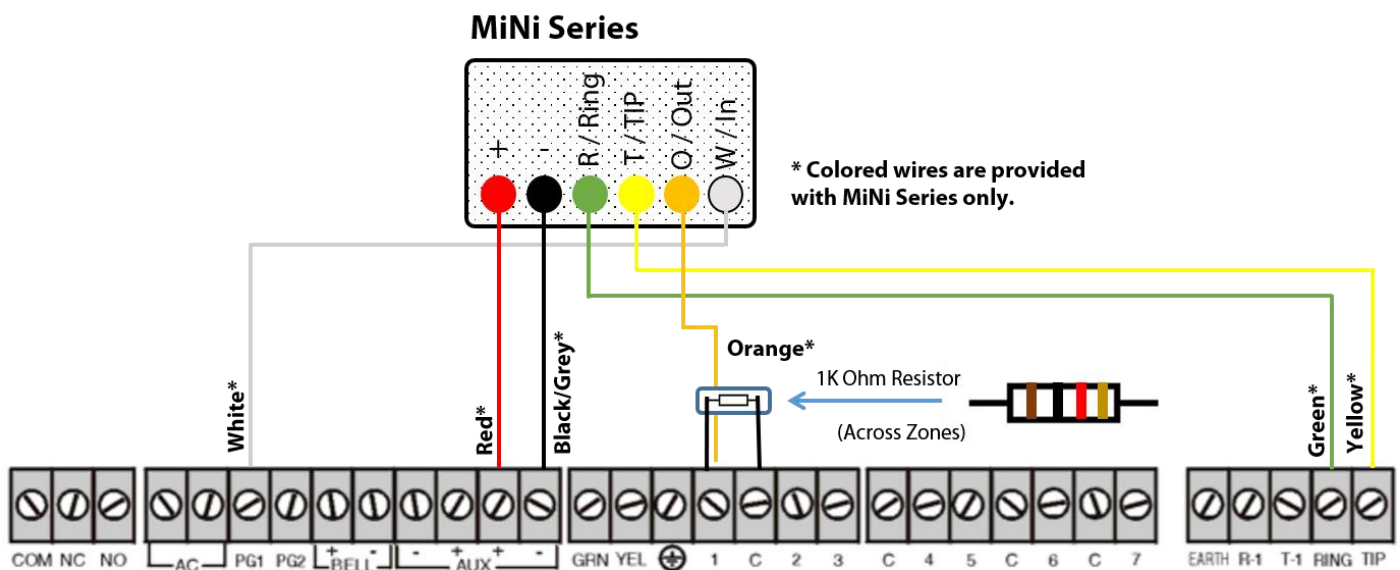 MiNi Series
+
-
R / Ring
T / TIP
O / Out
W / In
* Colored wires are provided
with MiNi Series only.
White*
Red*
Black/Grey*
Orange*
1K Ohm Resistor
(Across Zones)
Green*
Yellow*
COM NC NO
AC PG1 PG2 + BELL - - + AUX + -
GRN YEL 1 C 2 3
C 4 5 C 6 C 7
EARTH R-1 T-1 RING TIP